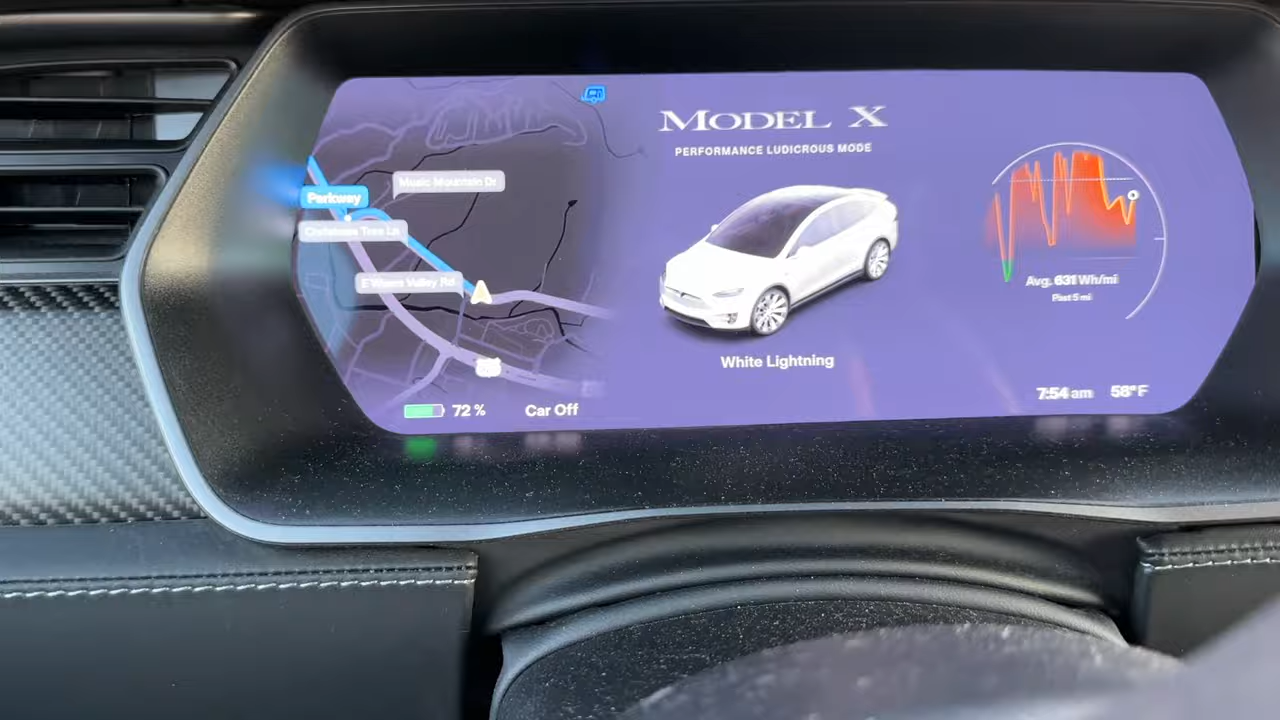 MODEL X
PERFORMANCE LUDICROUS MODE
Music Mountain Dr
Parkway
Christmas Tree Ln
E Waters Valley Rd
Avg. 631 Wh/mi
Past 5 mi
White Lightning
7:54 am 58°F
72 % Car Off